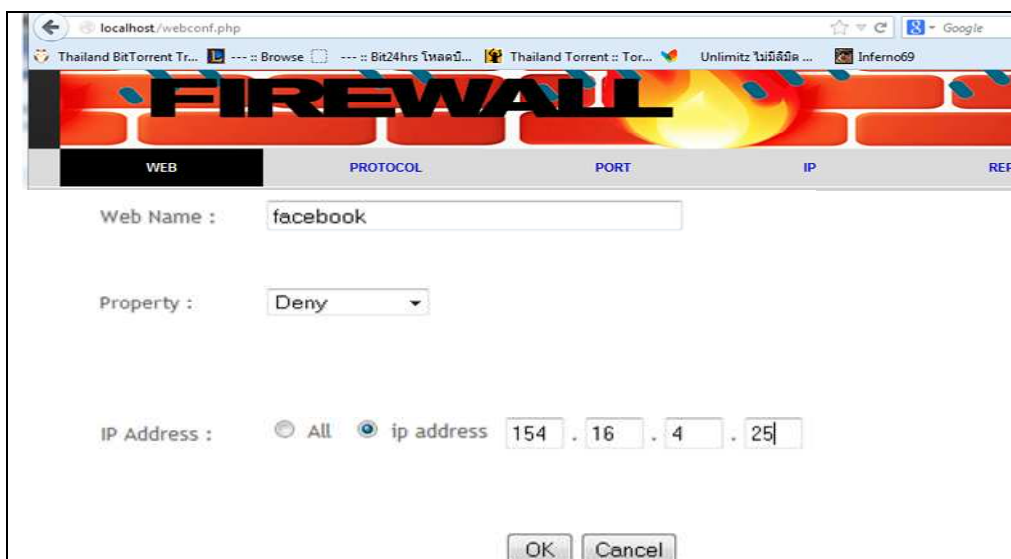 localhost/webconf.php
Google
Thailand BitTorrent Tr... --- :: Browse --- :: Bit24hrs โหลดบิ... Thailand Torrent :: Tor... Unlimitz ไม่มีลิมิต ... Inferno69
FIREWALL
WEB PROTOCOL PORT IP REP
Web Name : facebook
Property : Deny
IP Address : All ip address 154 . 16 . 4 . 25
OK Cancel